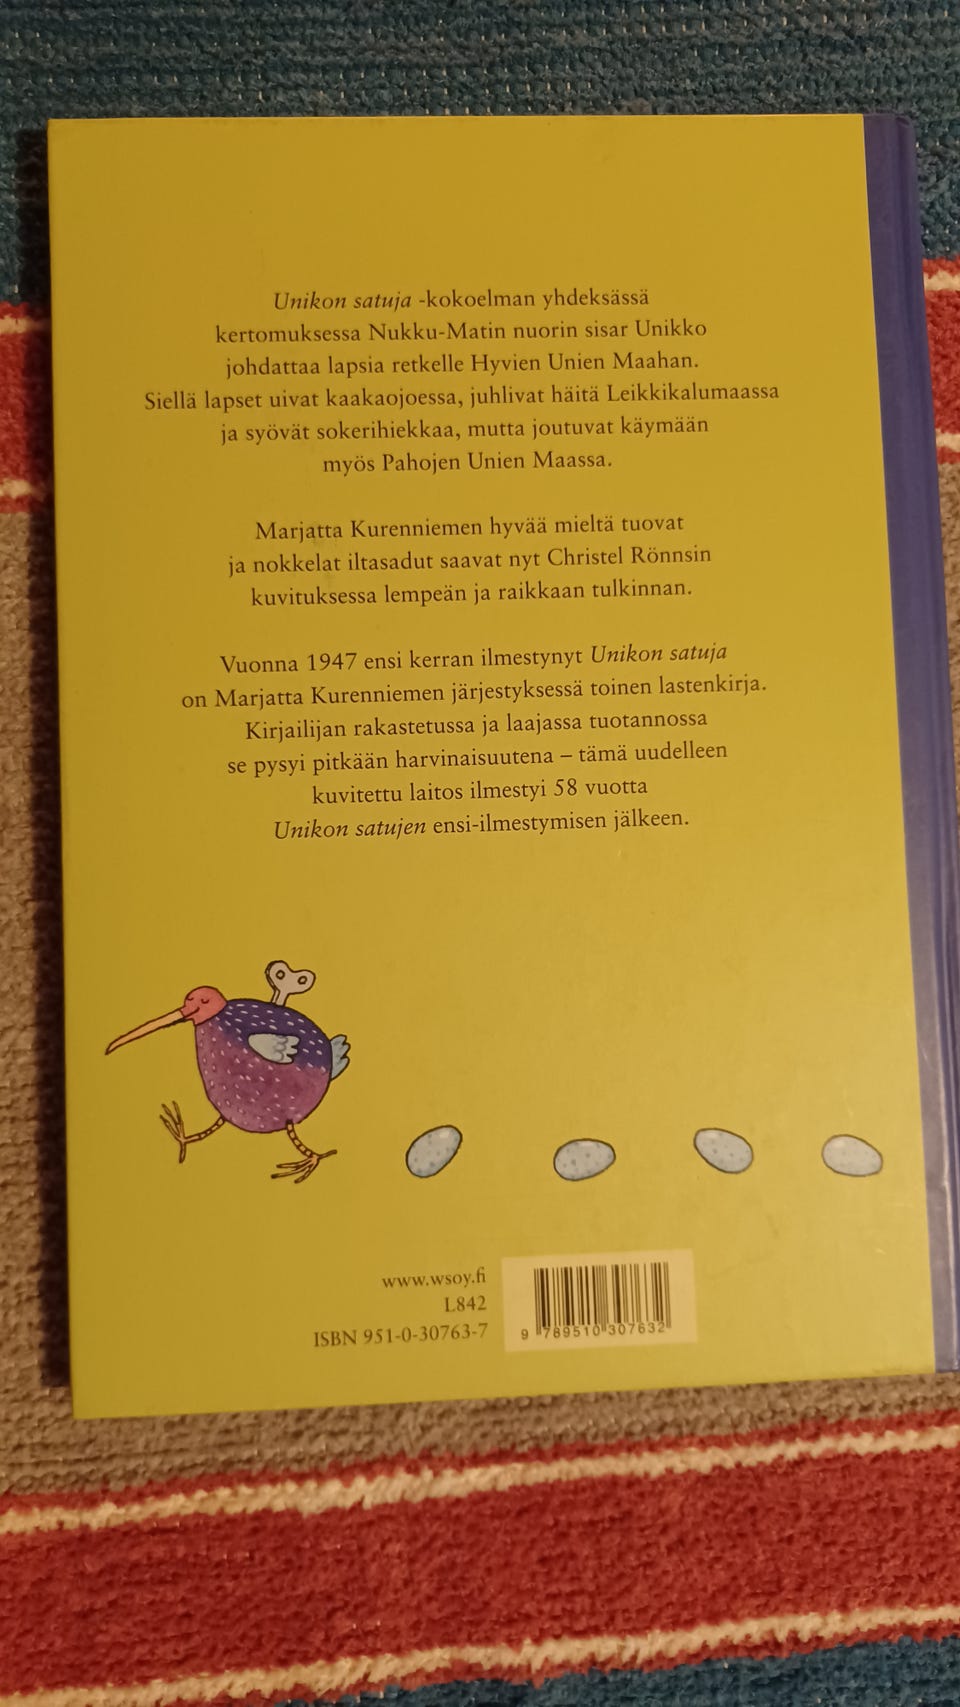 Unikon satuja -kokoelman yhdeksässä
kertomuksessa Nukku-Matin nuorin sisar Unikko
johdattaa lapsia retkelle Hyvien Unien Maahan.
Siellä lapset uivat kaakaojoessa, juhlivat häitä Leikkikalumaassa
ja syövät sokerihiekkaa, mutta joutuvat käymään
myös Pahojen Unien Maassa.
Marjatta Kurenniemen hyvää mieltä tuovat
ja nokkelat iltasadut saavat nyt Christel Rönnsin
kuvituksessa lempeän ja raikkaan tulkinnan.
Vuonna 1947 ensi kerran ilmestynyt Unikon satuja
on Marjatta Kurenniemen järjestyksessä toinen lastenkirja.
Kirjailijan rakastetussa ja laajassa tuotannossa
se pysyi pitkään harvinaisuutena – tämä uudelleen
kuvitettu laitos ilmestyi 58 vuotta
Unikon satujen ensi-ilmestymisen jälkeen.
www.wsoy.fi
L842
ISBN 951-0-30763-7
9 789510 307632